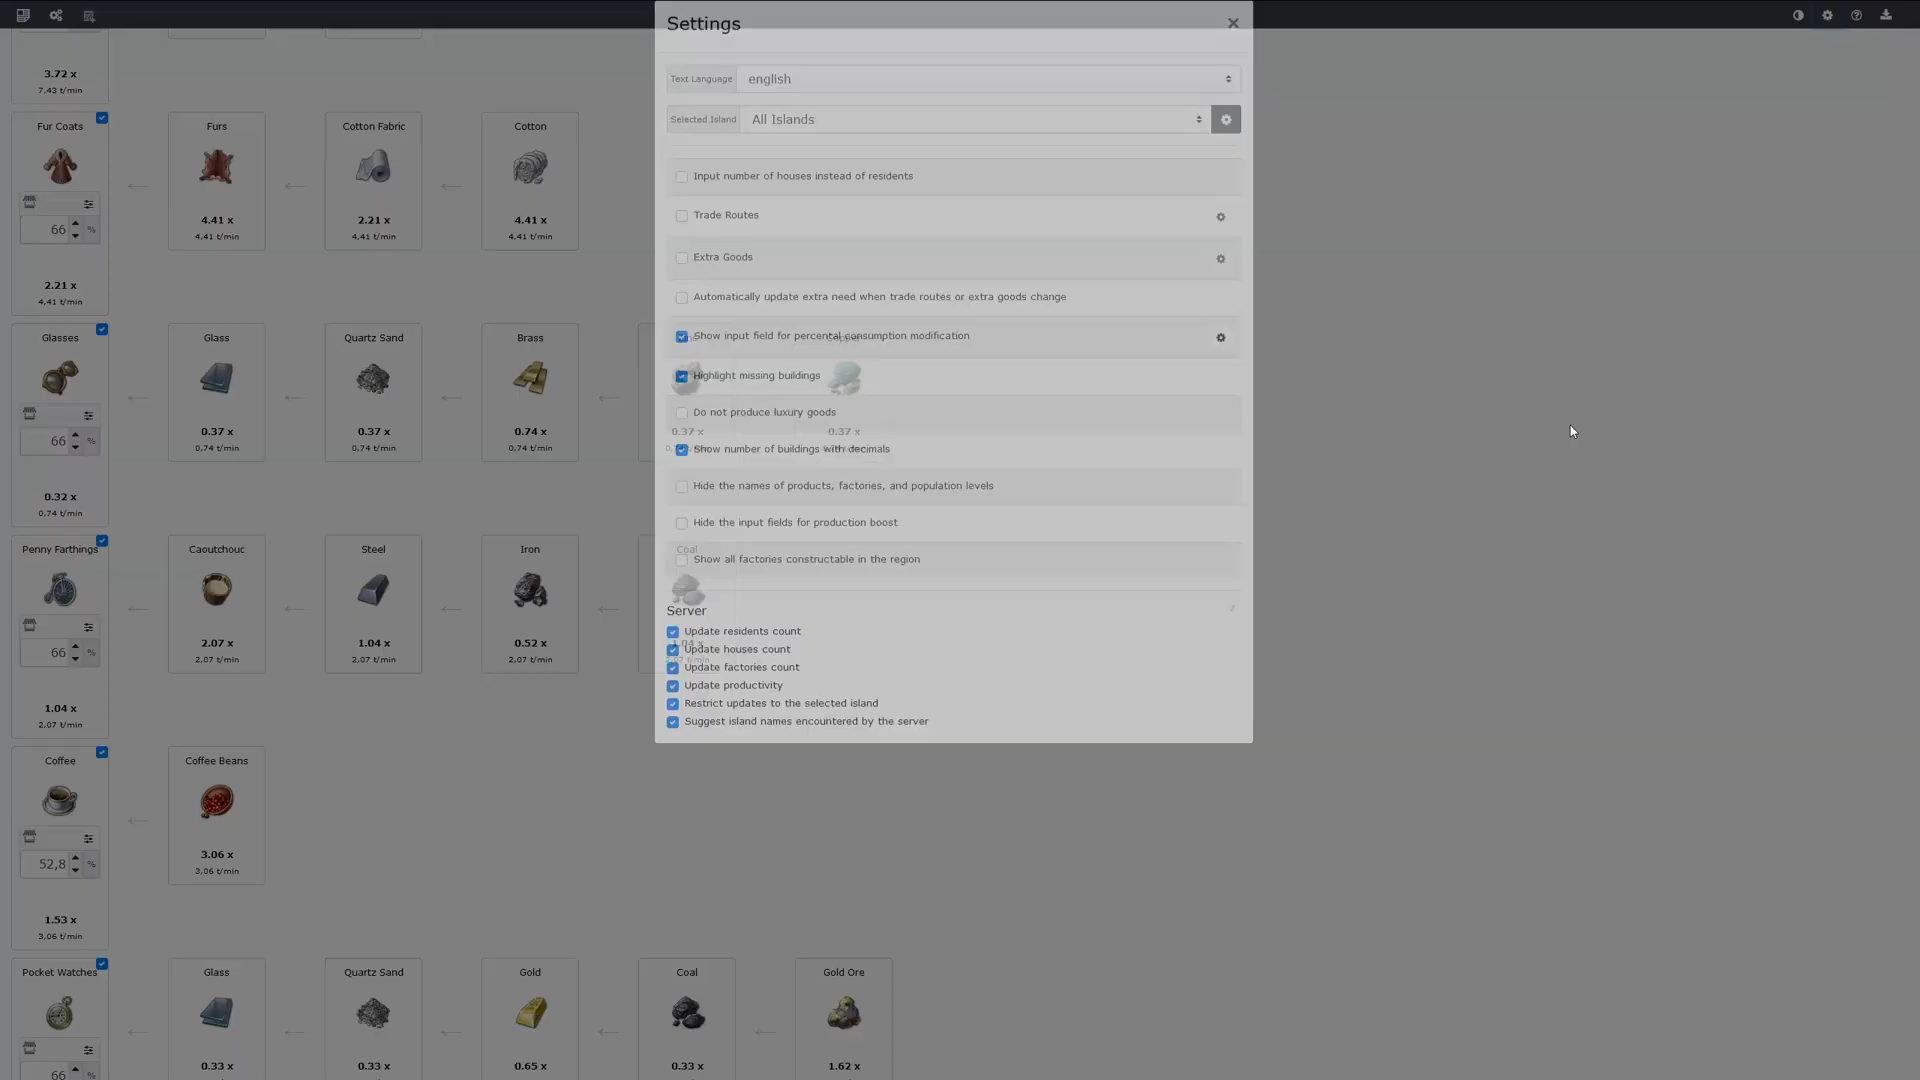 Settings
Text Language english
Selected Island All Islands
Input number of houses instead of residents
Trade Routes
Extra Goods
Automatically update extra need when trade routes or extra goods change
Show input field for percental consumption modification
Highlight missing buildings
Do not produce luxury goods
Show number of buildings with decimals
Hide the names of products, factories, and population levels
Hide the input fields for production boost
Show all factories constructable in the region
Server
Update residents count
Update houses count
Update factories count
Update productivity
Restrict updates to the selected island
Suggest island names encountered by the server
3.72 x
7,43 t/min
Fur Coats
66 %
2.21 x
4,41 t/min
Furs
4.41 x
4,41 t/min
Cotton Fabric
2.21 x
4,41 t/min
Cotton
4.41 x
4,41 t/min
Glasses
66 %
0.32 x
0,74 t/min
Glass
0.37 x
0,74 t/min
Quartz Sand
0.37 x
0,74 t/min
Brass
0.74 x
0,74 t/min
0.37 x
0.37 x
Penny Farthings
66 %
1.04 x
2,07 t/min
Caoutchouc
2.07 x
2,07 t/min
Steel
1.04 x
2,07 t/min
Iron
0.52 x
2,07 t/min
Coal
1.04 x
Coffee
52,8 %
1.53 x
3,06 t/min
Coffee Beans
3.06 x
3,06 t/min
Pocket Watches
66 %
Glass
0.33 x
Quartz Sand
0.33 x
Gold
0.65 x
Coal
0.33 x
Gold Ore
1.62 x